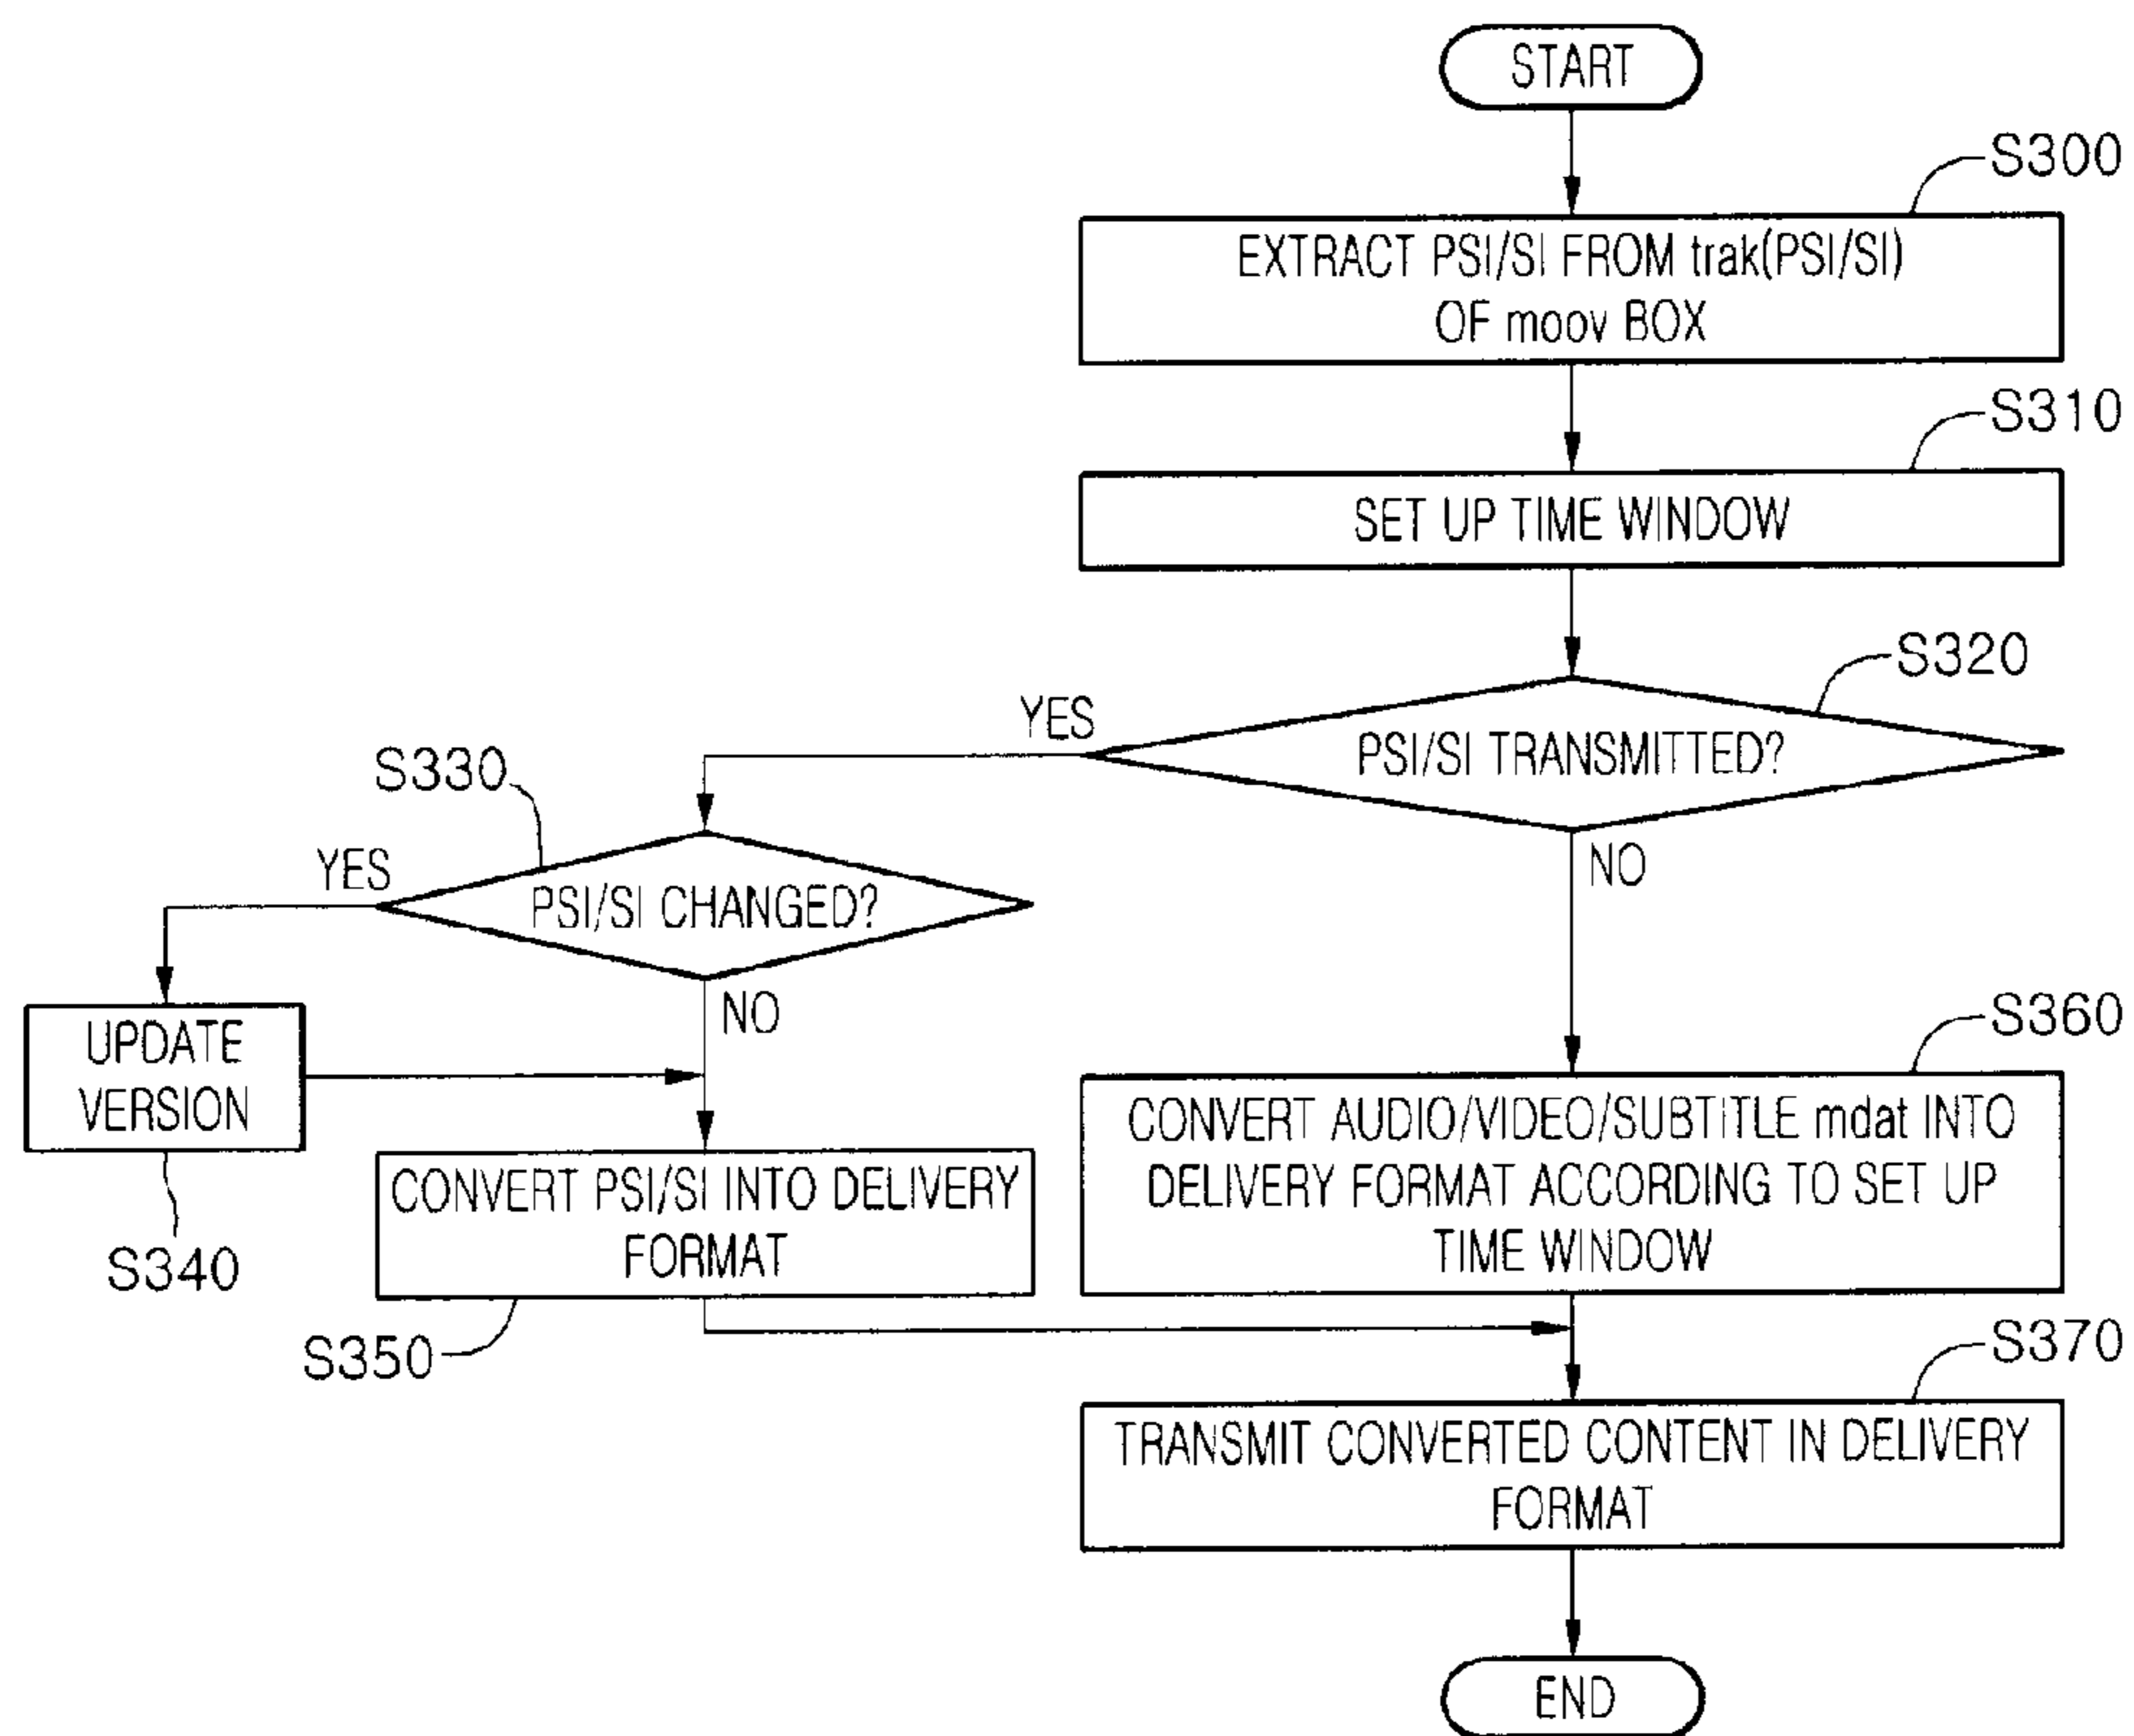 START
S300
EXTRACT PSI/SI FROM trak(PSI/SI)
OF moov BOX
S310
SET UP TIME WINDOW
S320
YES
PSI/SI TRANSMITTED?
NO
S330
YES
PSI/SI CHANGED?
NO
UPDATE
VERSION
S340
CONVERT PSI/SI INTO DELIVERY
FORMAT
S350
S360
CONVERT AUDIO/VIDEO/SUBTITLE mdat INTO
DELIVERY FORMAT ACCORDING TO SET UP
TIME WINDOW
S370
TRANSMIT CONVERTED CONTENT IN DELIVERY
FORMAT
END